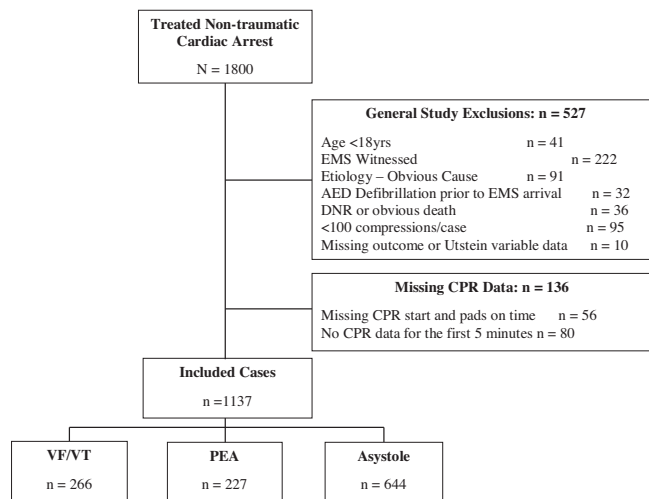 Treated Non-traumatic
Cardiac Arrest
N = 1800
General Study Exclusions: n = 527
Age <18yrs n = 41
EMS Witnessed n = 222
Etiology – Obvious Cause n = 91
AED Defibrillation prior to EMS arrival n = 32
DNR or obvious death n = 36
<100 compressions/case n = 95
Missing outcome or Utstein variable data n = 10
Missing CPR Data: n = 136
Missing CPR start and pads on time n = 56
No CPR data for the first 5 minutes n = 80
Included Cases
n =1137
VF/VT
n = 266
PEA
n = 227
Asystole
n = 644